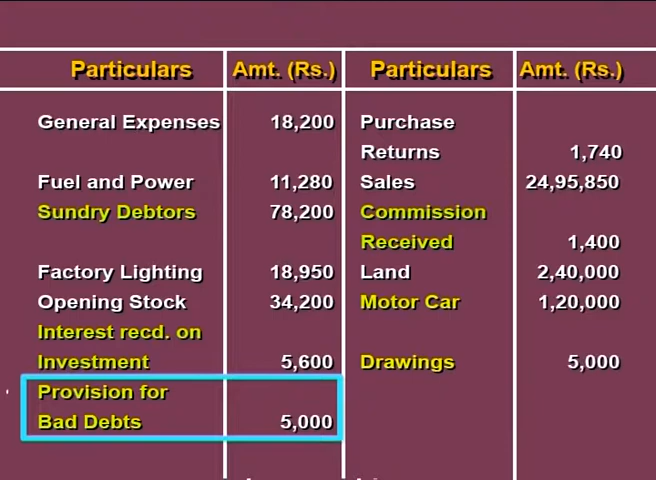 Particulars Amt. (Rs.) Particulars Amt. (Rs.)
General Expenses 18,200 Purchase
Returns 1,740
Fuel and Power 11,280 Sales 24,95,850
Sundry Debtors 78,200 Commission
Received 1,400
Factory Lighting 18,950 Land 2,40,000
Opening Stock 34,200 Motor Car 1,20,000
Interest recd. on
Investment 5,600 Drawings 5,000
Provision for
Bad Debts 5,000